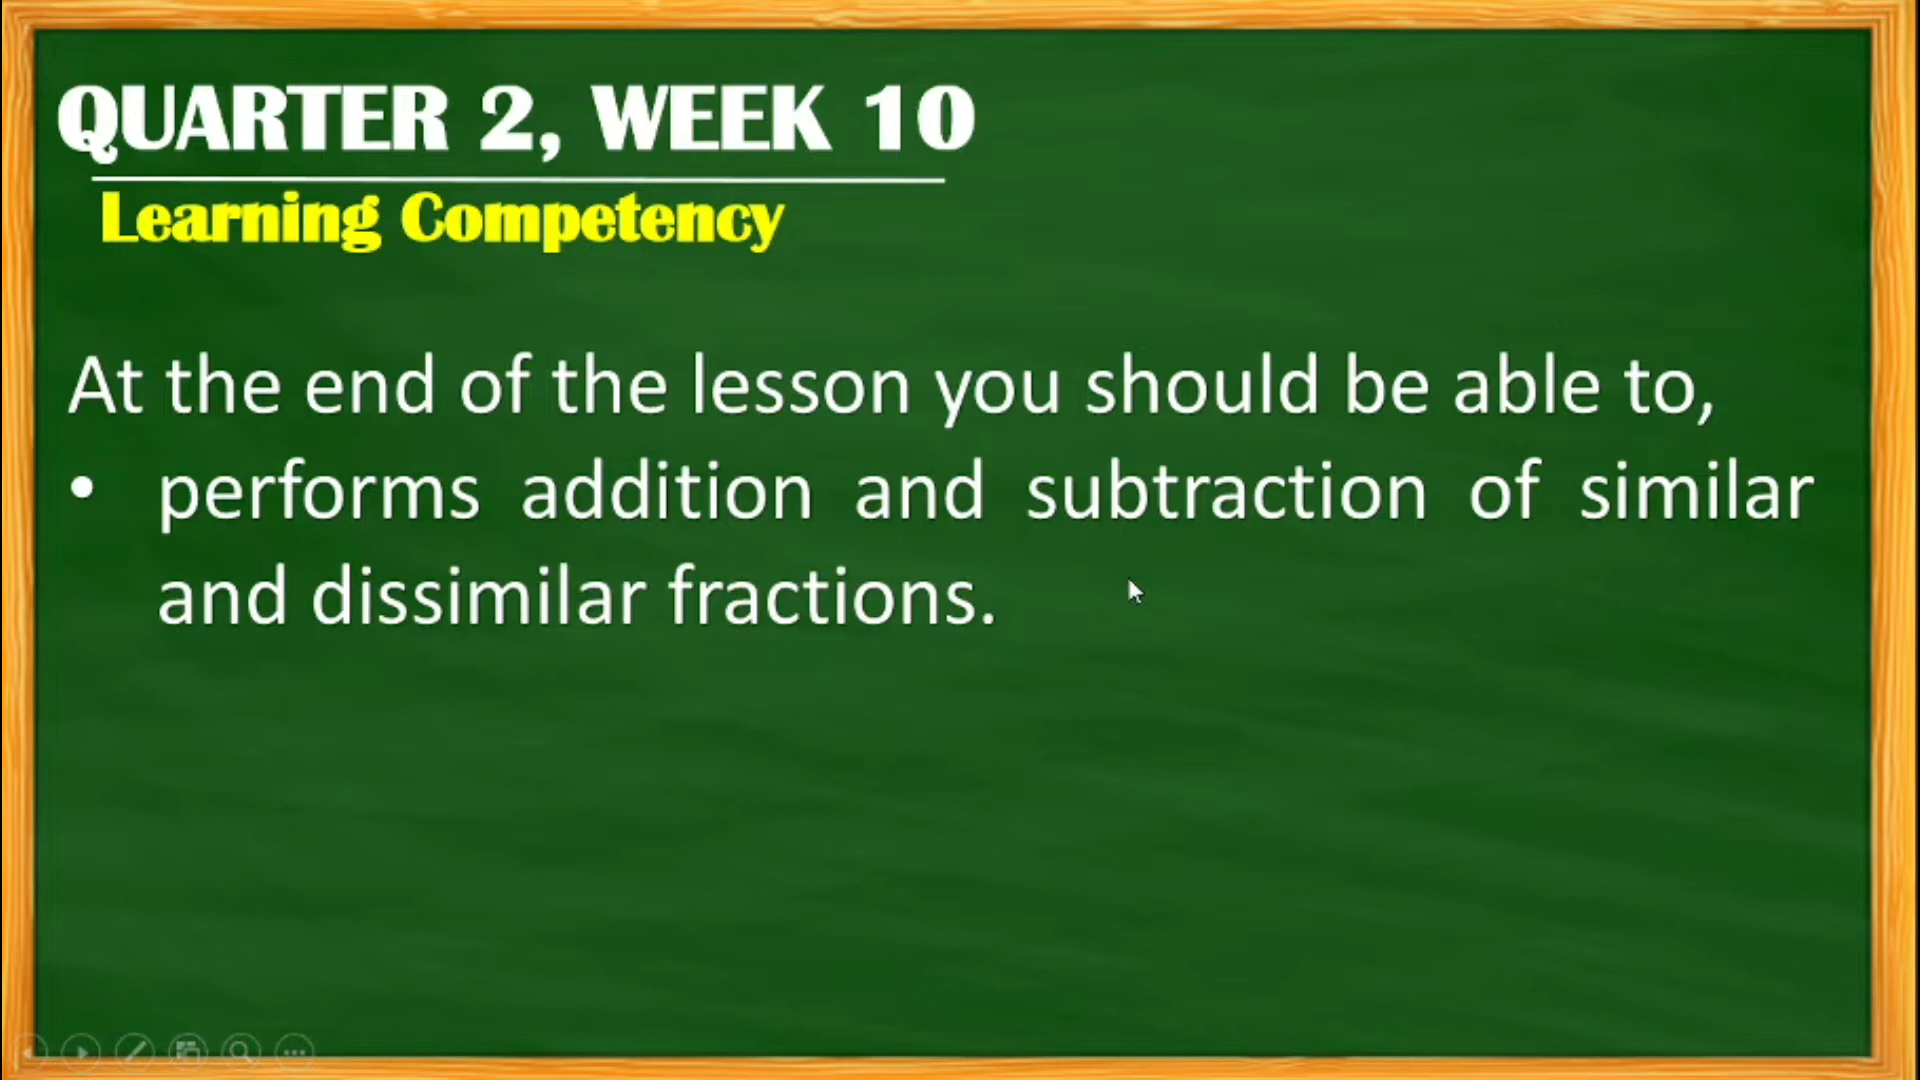 QUARTER 2, WEEK 10
Learning Competency
At the end of the lesson you should be able to,
• performs addition and subtraction of similar
and dissimilar fractions.